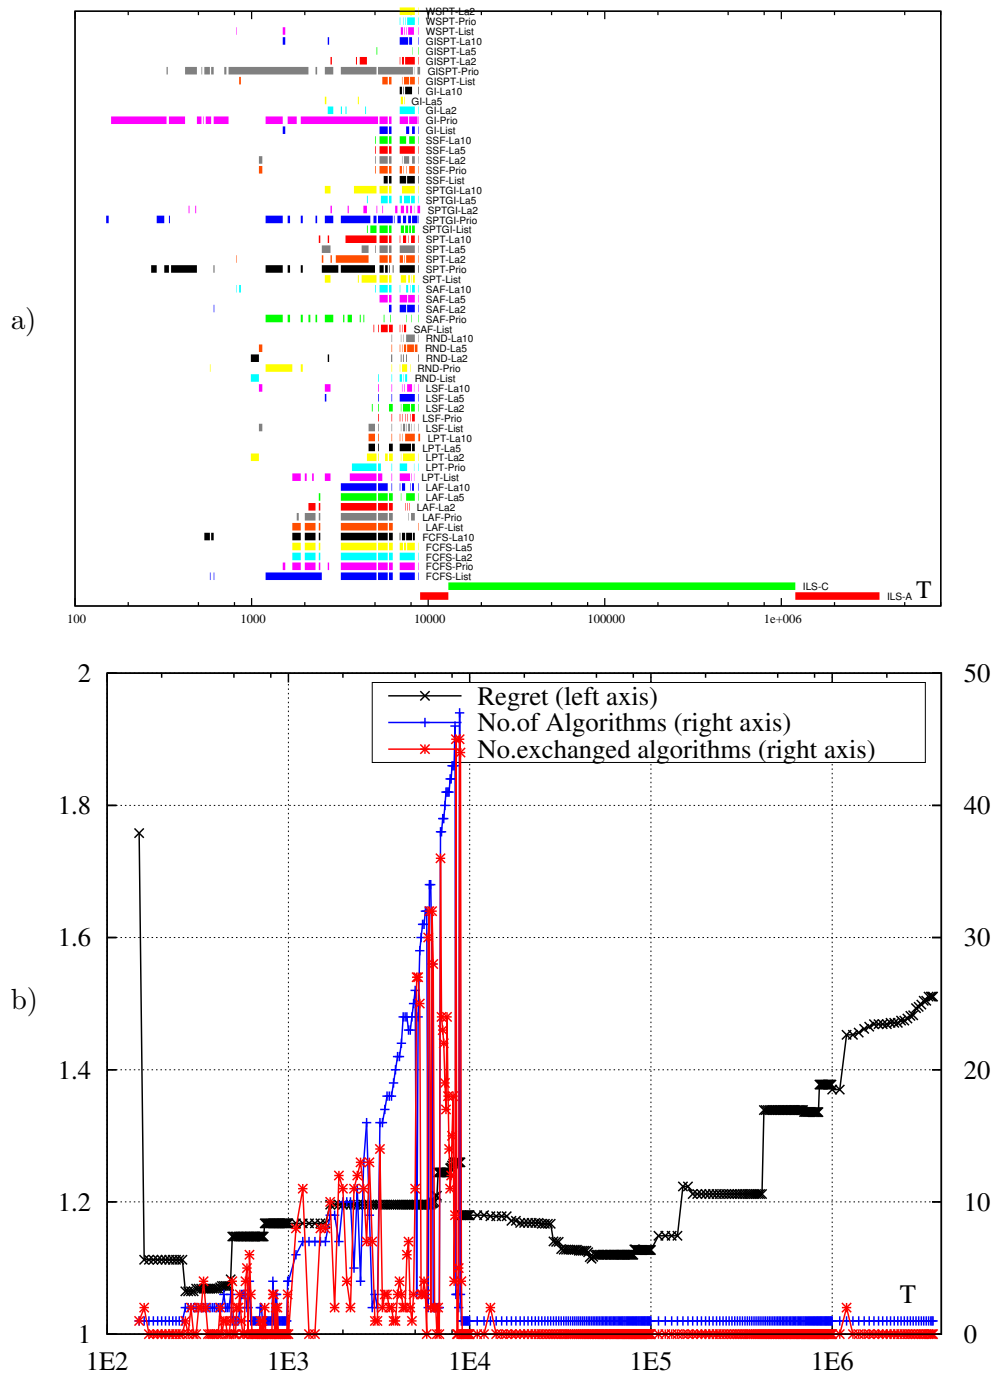 WSPT-La2
WSPT-Prio
WSPT-List
GISPT-La10
GISPT-La5
GISPT-La2
GISPT-Prio
GISPT-List
GI-La10
GI-La5
GI-La2
GI-Prio
GI-List
SSF-La10
SSF-La5
SSF-La2
SSF-Prio
SSF-List
SPTGI-La10
SPTGI-La5
SPTGI-La2
SPTGI-Prio
SPTGI-List
SPT-La10
SPT-La5
SPT-La2
SPT-Prio
SPT-List
SAF-La10
SAF-La5
SAF-La2
a)
SAF-Prio
SAF-List
RND-La10
RND-La5
RND-La2
RND-Prio
RND-List
LSF-La10
LSF-La5
LSF-La2
LSF-Prio
LSF-List
LPT-La10
LPT-La5
LPT-La2
LPT-Prio
LPT-List
LAF-La10
LAF-La5
LAF-La2
LAF-Prio
LAF-List
FCFS-La10
FCFS-La5
FCFS-La2
FCFS-Prio
FCFS-List
ILS-C T
ILS-A
100 1000 10000 100000 1e+006
2 50
Regret (left axis)
No.of Algorithms (right axis)
No.exchanged algorithms (right axis)
1.8 40
1.6 30
b)
1.4 20
1.2 10
T
1 0
1E2 1E3 1E4 1E5 1E6